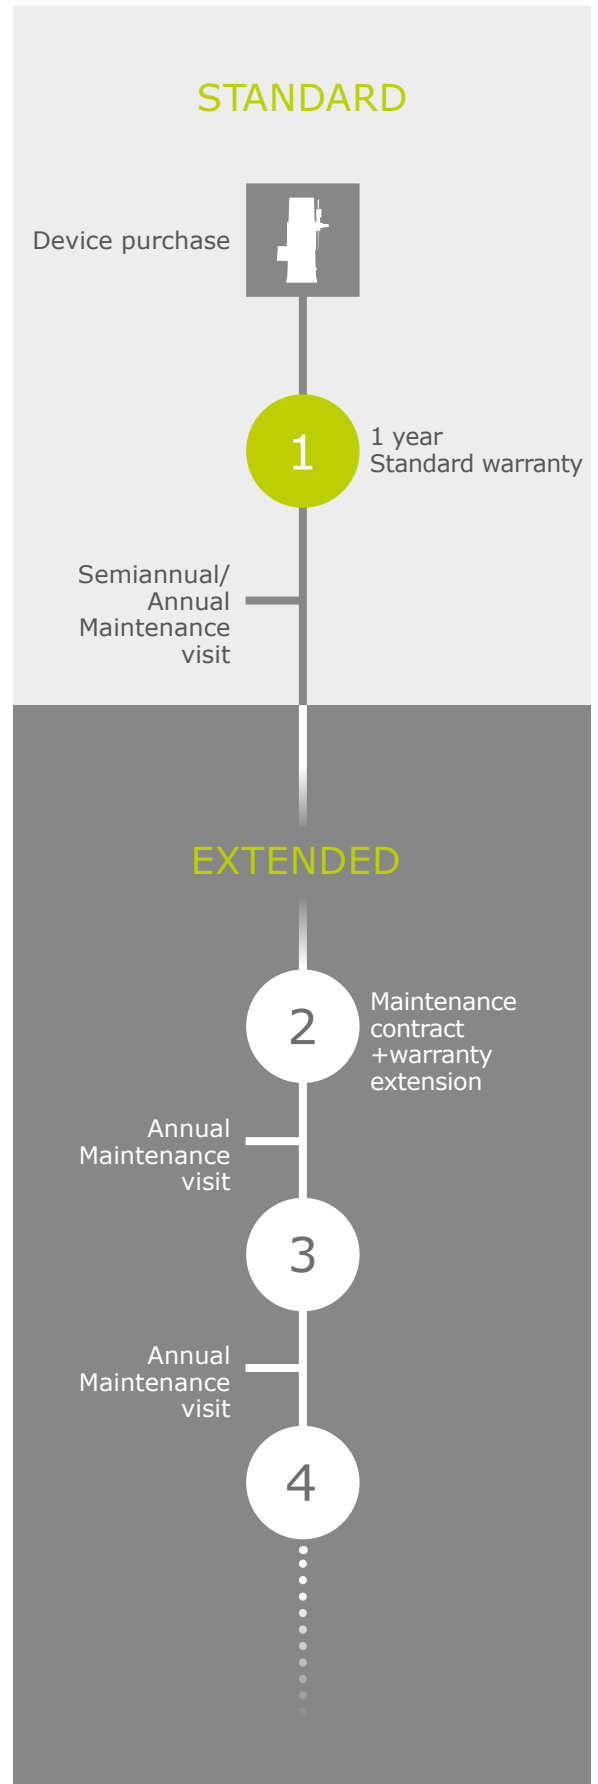 STANDARD
Device purchase
1
1 year
Standard warranty
Semiannual/
Annual
Maintenance
visit
EXTENDED
2
Maintenance
contract
+warranty
extension
Annual
Maintenance
visit
3
Annual
Maintenance
visit
4